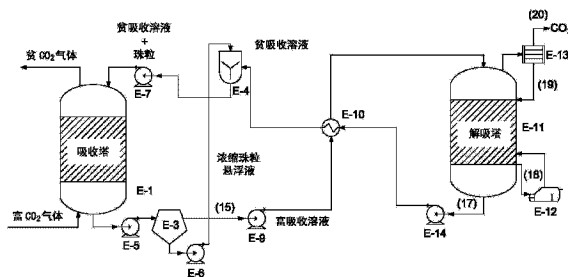 (20)
CO₂
贫吸收溶液
+
珠粒
贫吸收溶液
E-13
贫CO₂气体
E-7
E-4
(19)
E-10
吸收塔
解吸塔
E-11
浓缩珠粒
悬浮液
E-1
(18)
(15)
E-3
(17)
E-12
富CO₂气体
E-5
E-9
富吸收溶液
E-14
E-6